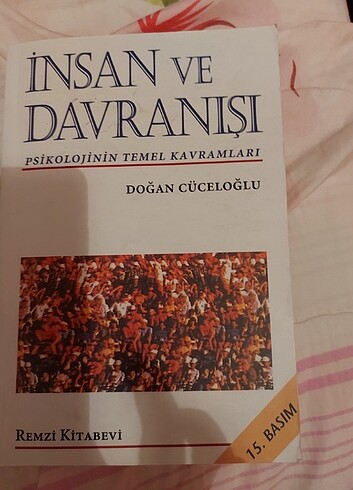 İNSAN VE
DAVRANIŞI
PSİKOLOJİNİN TEMEL KAVRAMLARI
DOĞAN CÜCELOĞLU
REMZİ KİTABEVİ
15. BASIM